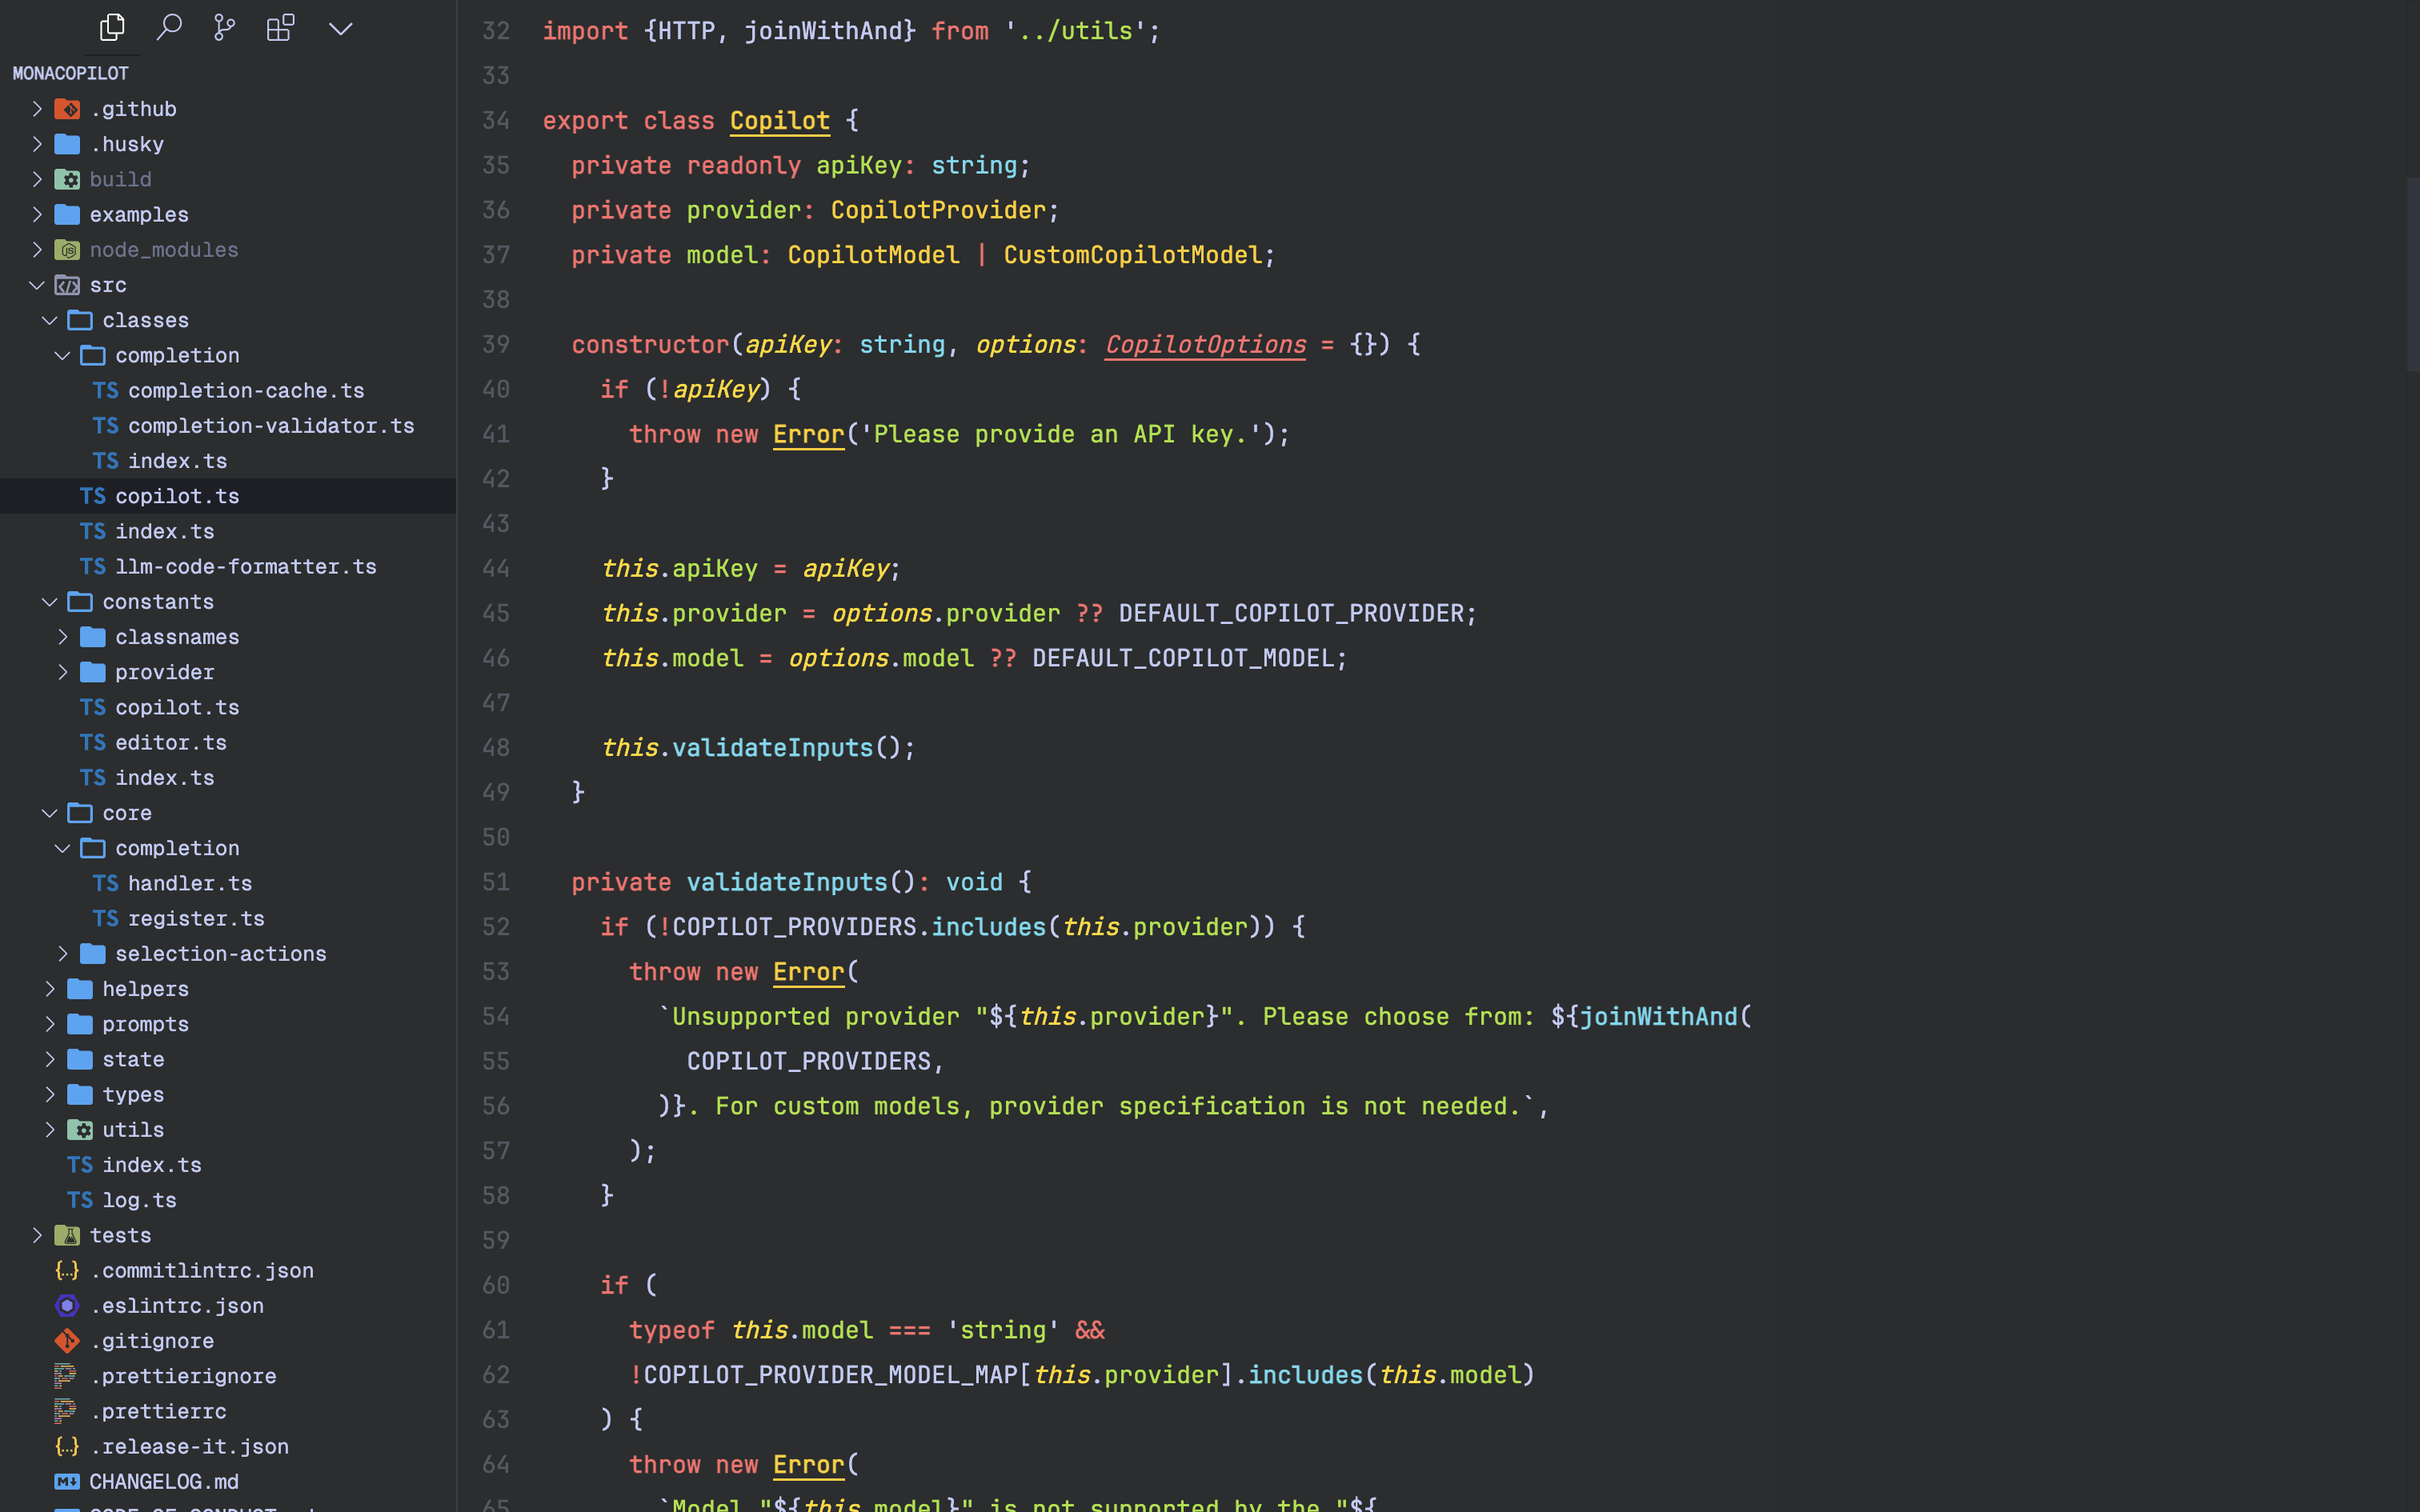 MONACOPILOT
.github
.husky
build
examples
node_modules
src
classes
completion
TS completion-cache.ts
TS completion-validator.ts
TS index.ts
TS copilot.ts
TS index.ts
TS llm-code-formatter.ts
constants
classnames
provider
TS copilot.ts
TS editor.ts
TS index.ts
core
completion
TS handler.ts
TS register.ts
selection-actions
helpers
prompts
state
types
utils
TS index.ts
TS log.ts
tests
{..} .commitlintrc.json
.eslintrc.json
.gitignore
.prettierignore
.prettierrc
{..} .release-it.json
M↓ CHANGELOG.md
32 import {HTTP, joinWithAnd} from '../utils';
33
34 export class Copilot {
35   private readonly apiKey: string;
36   private provider: CopilotProvider;
37   private model: CopilotModel | CustomCopilotModel;
38
39   constructor(apiKey: string, options: CopilotOptions = {}) {
40     if (!apiKey) {
41       throw new Error('Please provide an API key.');
42     }
43
44     this.apiKey = apiKey;
45     this.provider = options.provider ?? DEFAULT_COPILOT_PROVIDER;
46     this.model = options.model ?? DEFAULT_COPILOT_MODEL;
47
48     this.validateInputs();
49   }
50
51   private validateInputs(): void {
52     if (!COPILOT_PROVIDERS.includes(this.provider)) {
53       throw new Error(
54         `Unsupported provider "${this.provider}". Please choose from: ${joinWithAnd(
55           COPILOT_PROVIDERS,
56         )}. For custom models, provider specification is not needed.`,
57       );
58     }
59
60     if (
61       typeof this.model === 'string' &&
62       !COPILOT_PROVIDER_MODEL_MAP[this.provider].includes(this.model)
63     ) {
64       throw new Error(
65         `Model "${this.model}" is not supported by the "${